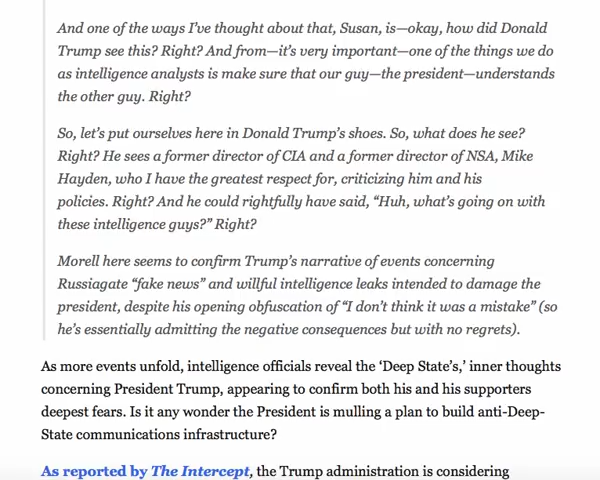 And one of the ways I've thought about that, Susan, is—okay, how did Donald
Trump see this? Right? And from—it's very important—one of the things we do
as intelligence analysts is make sure that our guy—the president—understands
the other guy. Right?
So, let's put ourselves here in Donald Trump's shoes. So, what does he see?
Right? He sees a former director of CIA and a former director of NSA, Mike
Hayden, who I have the greatest respect for, criticizing him and his
policies. Right? And he could rightfully have said, “Huh, what's going on with
these intelligence guys?” Right?
Morell here seems to confirm Trump's narrative of events concerning
Russiagate “fake news” and willful intelligence leaks intended to damage the
president, despite his opening obfuscation of “I don't think it was a mistake” (so
he's essentially admitting the negative consequences but with no regrets).
As more events unfold, intelligence officials reveal the ‘Deep State's,’ inner thoughts
concerning President Trump, appearing to confirm both his and his supporters
deepest fears. Is it any wonder the President is mulling a plan to build anti-Deep-
State communications infrastructure?
As reported by The Intercept, the Trump administration is considering